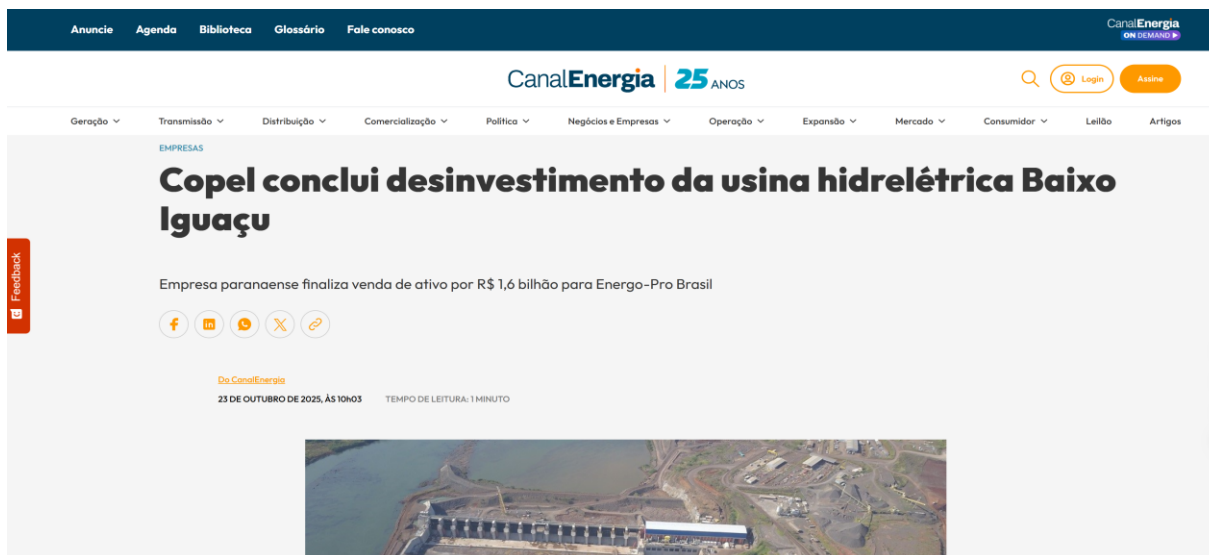 Anuncie Agenda Biblioteca Glossário Fale conosco
CanalEnergia
ON DEMAND
CanalEnergia 25 ANOS
Login Assine
Geração Transmissão Distribuição Comercialização Política Negócios e Empresas Operação Expansão Mercado Consumidor Leilão Artigos
EMPRESAS
Copel conclui desinvestimento da usina hidrelétrica Baixo
Iguaçu
Feedback
Empresa paranaense finaliza venda de ativo por R$ 1,6 bilhão para Energo-Pro Brasil
Do CanalEnergia
23 DE OUTUBRO DE 2025, ÀS 10H03 TEMPO DE LEITURA: 1 MINUTO